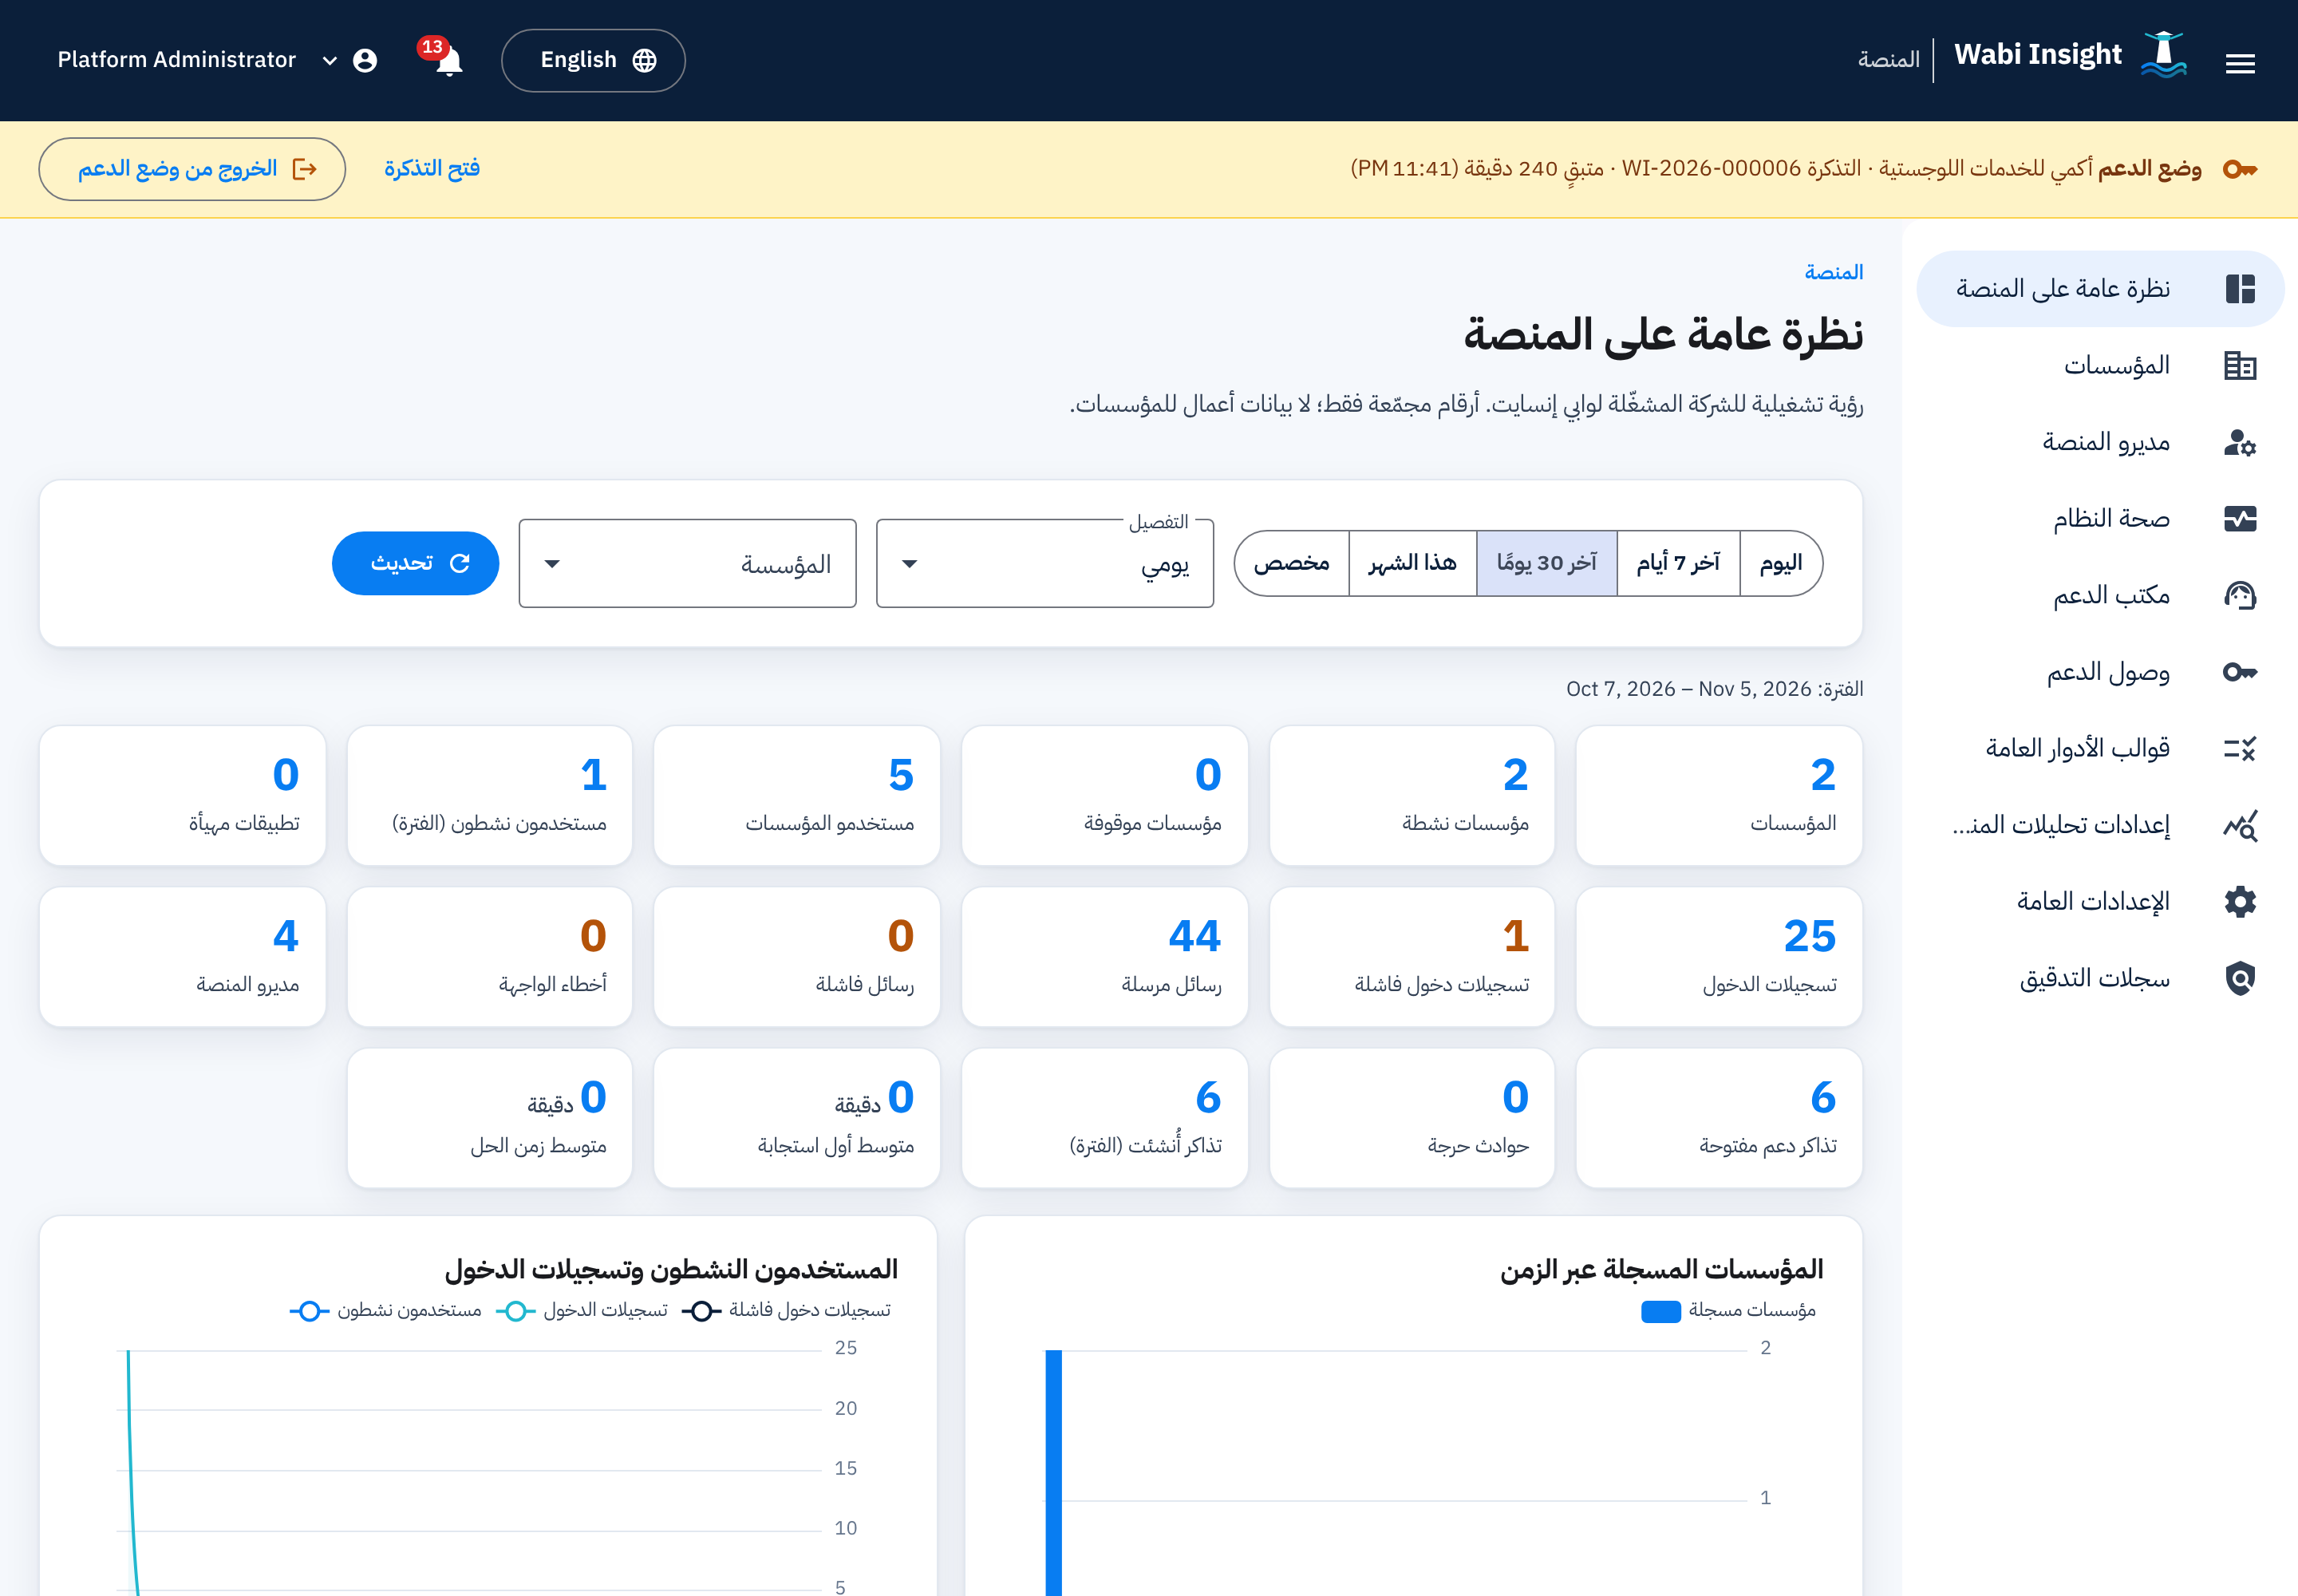 Wabi Insight
المنصة
English
13
Platform Administrator
وضع الدعم أكمي للخدمات اللوجستية · التذكرة WI-2026-000006 · متبقٍ 240 دقيقة (11:41 PM)
فتح التذكرة
الخروج من وضع الدعم
نظرة عامة على المنصة
المؤسسات
مديرو المنصة
صحة النظام
مكتب الدعم
وصول الدعم
قوالب الأدوار العامة
إعدادات تحليلات المنـ...
الإعدادات العامة
سجلات التدقيق
المنصة
نظرة عامة على المنصة
رؤية تشغيلية للشركة المشغّلة لوابي إنسايت. أرقام مجمّعة فقط؛ لا بيانات أعمال للمؤسسات.
اليوم
آخر 7 أيام
آخر 30 يومًا
هذا الشهر
مخصص
التفصيل
يومي
المؤسسة
تحديث
الفترة: Oct 7, 2026 – Nov 5, 2026
2
المؤسسات
2
مؤسسات نشطة
0
مؤسسات موقوفة
5
مستخدمو المؤسسات
1
مستخدمون نشطون (الفترة)
0
تطبيقات مهيأة
25
تسجيلات الدخول
1
تسجيلات دخول فاشلة
44
رسائل مرسلة
0
رسائل فاشلة
0
أخطاء الواجهة
4
مديرو المنصة
6
تذاكر دعم مفتوحة
0
حوادث حرجة
6
تذاكر أُنشئت (الفترة)
0 دقيقة
متوسط أول استجابة
0 دقيقة
متوسط زمن الحل
المؤسسات المسجلة عبر الزمن
مؤسسات مسجلة
2
1
المستخدمون النشطون وتسجيلات الدخول
تسجيلات دخول فاشلة
تسجيلات الدخول
مستخدمون نشطون
25
20
15
10
5